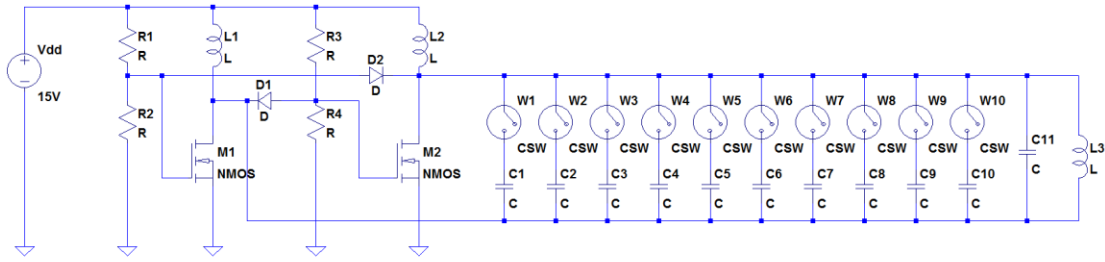 Vdd
15V
R1
R
R2
R
L1
L
D1
D
M1
NMOS
R3
R
R4
R
D2
D
L2
L
M2
NMOS
W1
CSW
C1
C
W2
CSW
C2
C
W3
CSW
C3
C
W4
CSW
C4
C
W5
CSW
C5
C
W6
CSW
C6
C
W7
CSW
C7
C
W8
CSW
C8
C
W9
CSW
C9
C
W10
CSW
C10
C
C11
C
L3
L